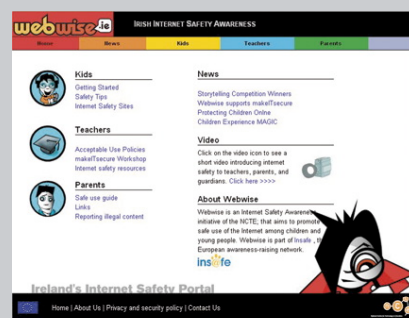 webwise.ie
IRISH INTERNET SAFETY AWARENESS
Home News Kids Teachers Parents
Kids
Getting Started
Safety Tips
Internet Safety Sites
Teachers
Acceptable Use Policies
makeITsecure Workshop
Internet safety resources
Parents
Safe use guide
Links
Reporting illegal content
News
Storytelling Competition Winners
Webwise supports makeITsecure
Protecting Children Online
Children Experience MAGIC
Video
Click on the video icon to see a
short video introducing internet
safety to teachers, parents, and
guardians. Click here >>>>
About Webwise
Webwise is an Internet Safety Awareness
initiative of the NCTE, that aims to promote
safe use of the Internet among children and
young people. Webwise is part of Insafe , th
European awareness-raising network.
insafe
Ireland's Internet Safety Portal
Home | About Us | Privacy and security policy | Contact Us